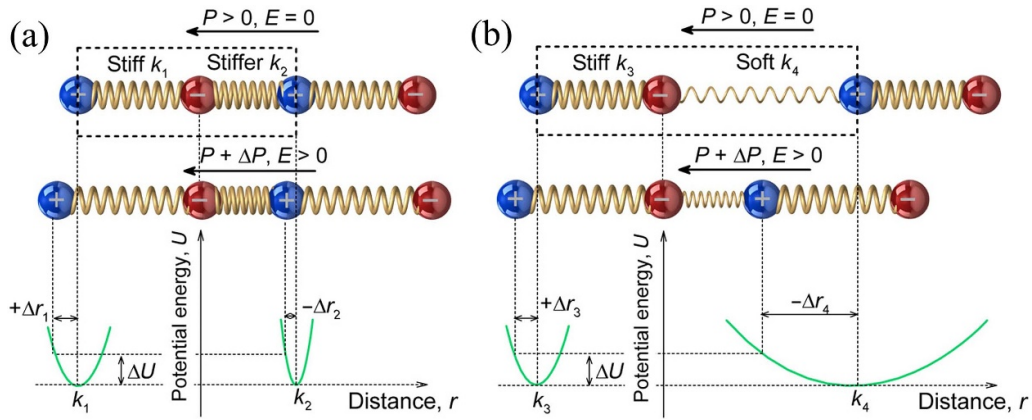 (a)
P > 0, E = 0
Stiff k1
Stiffer k2
+
−
+
−
P + ΔP, E > 0
+
−
+
−
Potential energy, U
+Δr1
−Δr2
ΔU
k1
k2
Distance, r
(b)
P > 0, E = 0
Stiff k3
Soft k4
+
−
+
−
P + ΔP, E > 0
+
−
+
−
Potential energy, U
+Δr3
−Δr4
ΔU
k3
k4
Distance, r